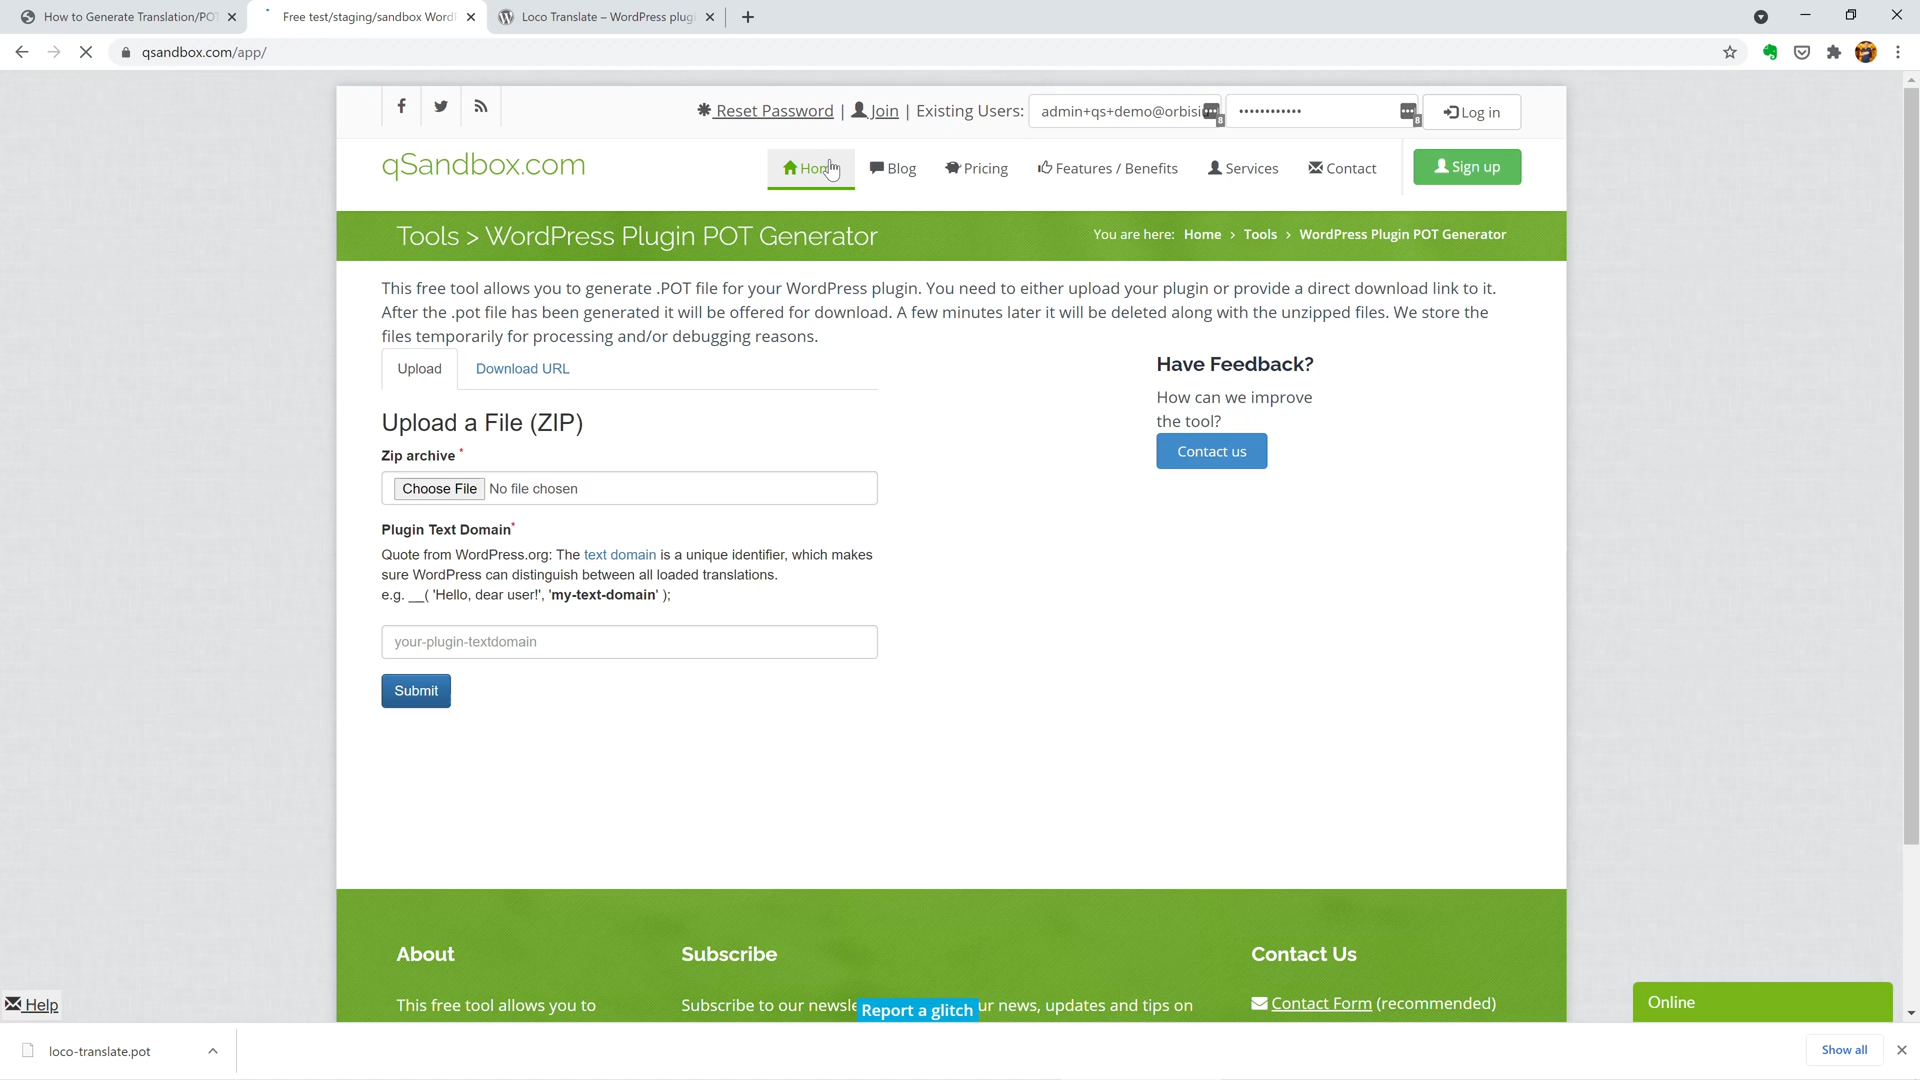 How to Generate Translation/POT
Free test/staging/sandbox WordP
Loco Translate – WordPress plugi
qsandbox.com/app/
Reset Password | Join | Existing Users: admin+qs+demo@orbisi •••••••••••• Log in
8 8
qSandbox.com
Home Blog Pricing Features / Benefits Services Contact Sign up
Tools > WordPress Plugin POT Generator
You are here: Home > Tools > WordPress Plugin POT Generator
This free tool allows you to generate .POT file for your WordPress plugin. You need to either upload your plugin or provide a direct download link to it.
After the .pot file has been generated it will be offered for download. A few minutes later it will be deleted along with the unzipped files. We store the
files temporarily for processing and/or debugging reasons.
Upload Download URL
Upload a File (ZIP)
Zip archive *
Choose File No file chosen
Plugin Text Domain*
Quote from WordPress.org: The text domain is a unique identifier, which makes
sure WordPress can distinguish between all loaded translations.
e.g. __( 'Hello, dear user!', 'my-text-domain' );
your-plugin-textdomain
Submit
Have Feedback?
How can we improve
the tool?
Contact us
About
This free tool allows you to
Subscribe
Subscribe to our newsle
Report a glitch
ur news, updates and tips on
Contact Us
Contact Form (recommended)
Help
Online
loco-translate.pot
Show all